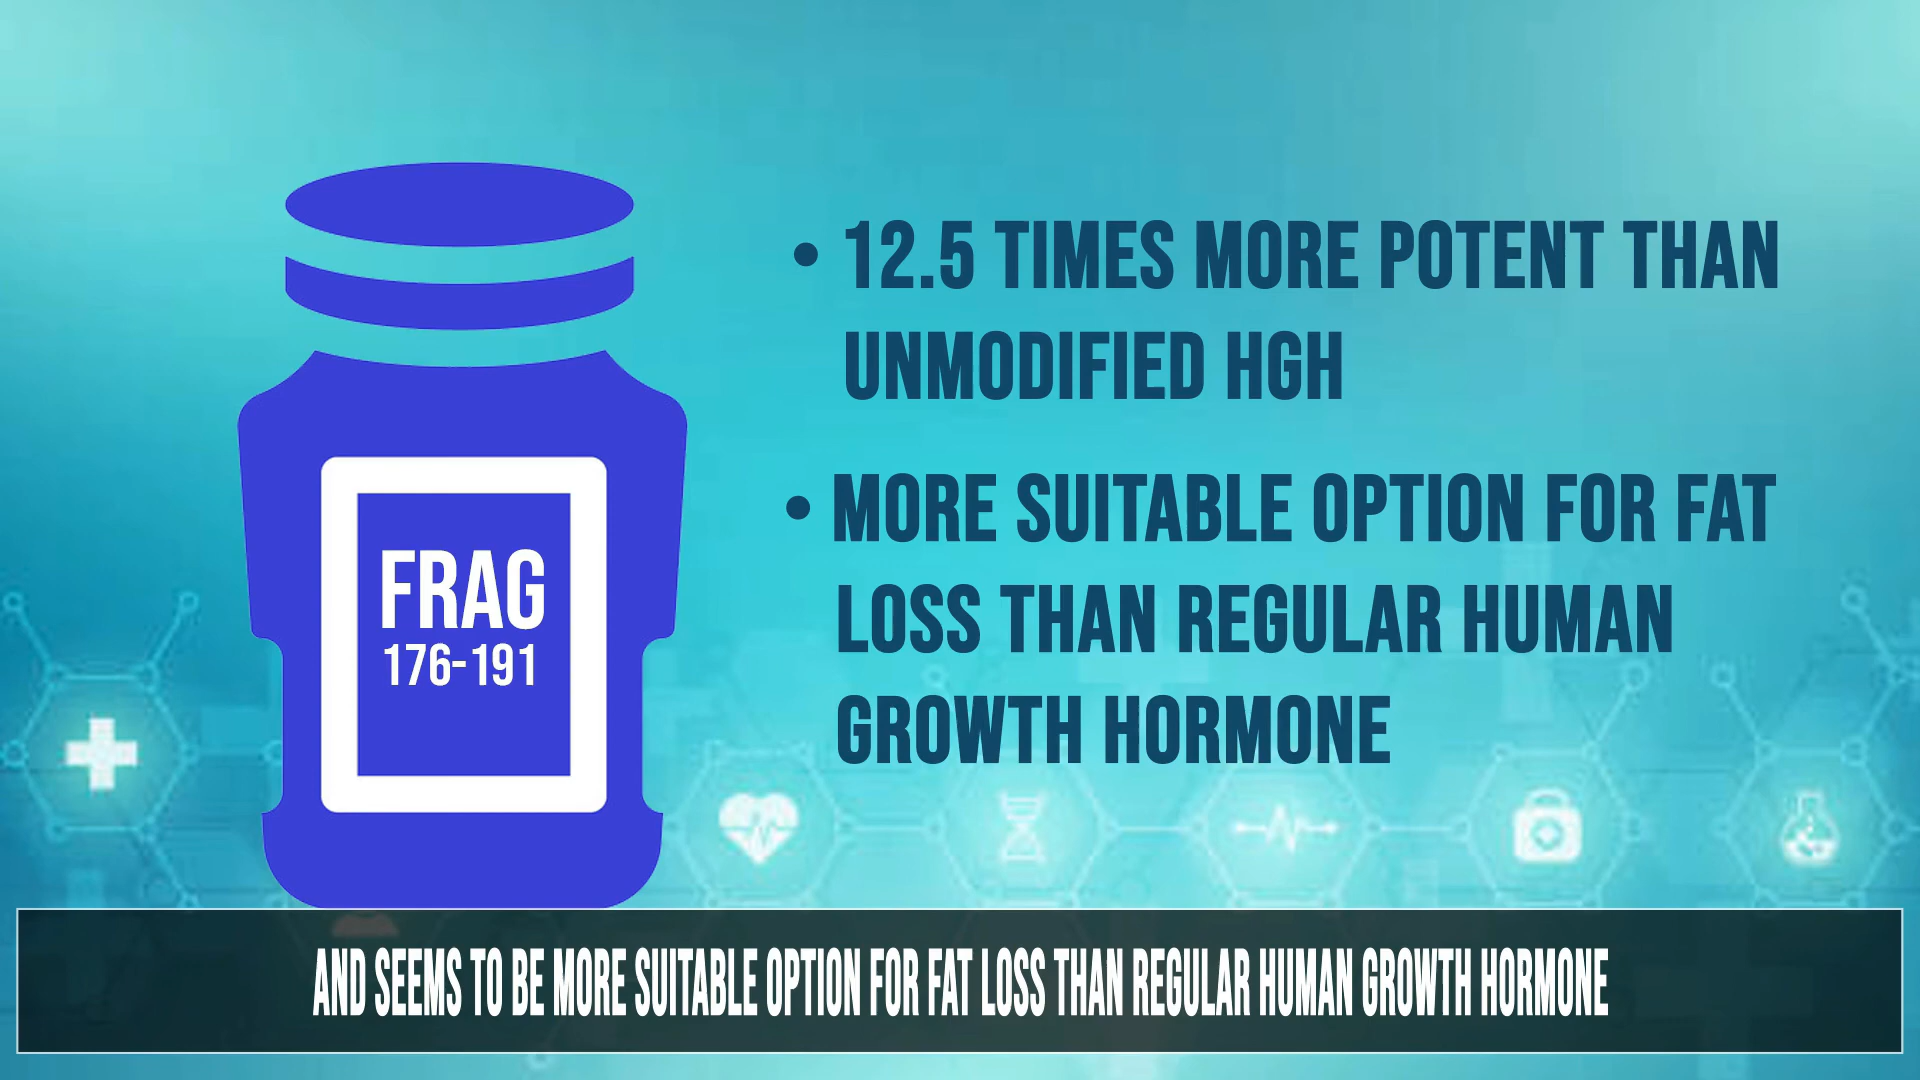 FRAG
176-191
• 12.5 TIMES MORE POTENT THAN
UNMODIFIED HGH
• MORE SUITABLE OPTION FOR FAT
LOSS THAN REGULAR HUMAN
GROWTH HORMONE
AND SEEMS TO BE MORE SUITABLE OPTION FOR FAT LOSS THAN REGULAR HUMAN GROWTH HORMONE